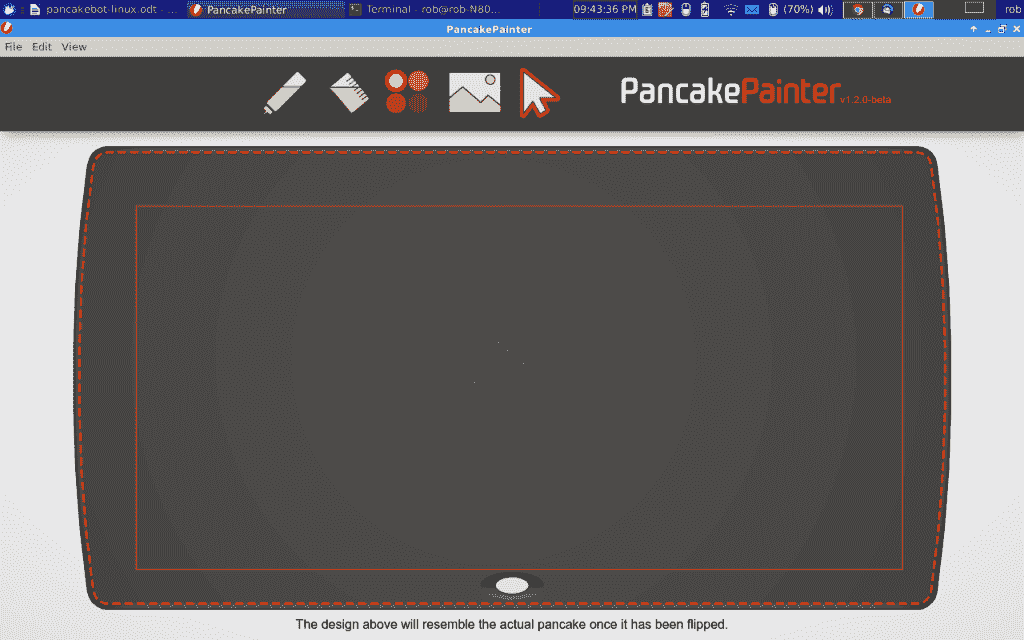 pancakebot-linux.odt - ... PancakePainter Terminal - rob@rob-N80... 09:43:36 PM (70%) rob
PancakePainter
File Edit View
PancakePainter v1.2.0-beta
The design above will resemble the actual pancake once it has been flipped.